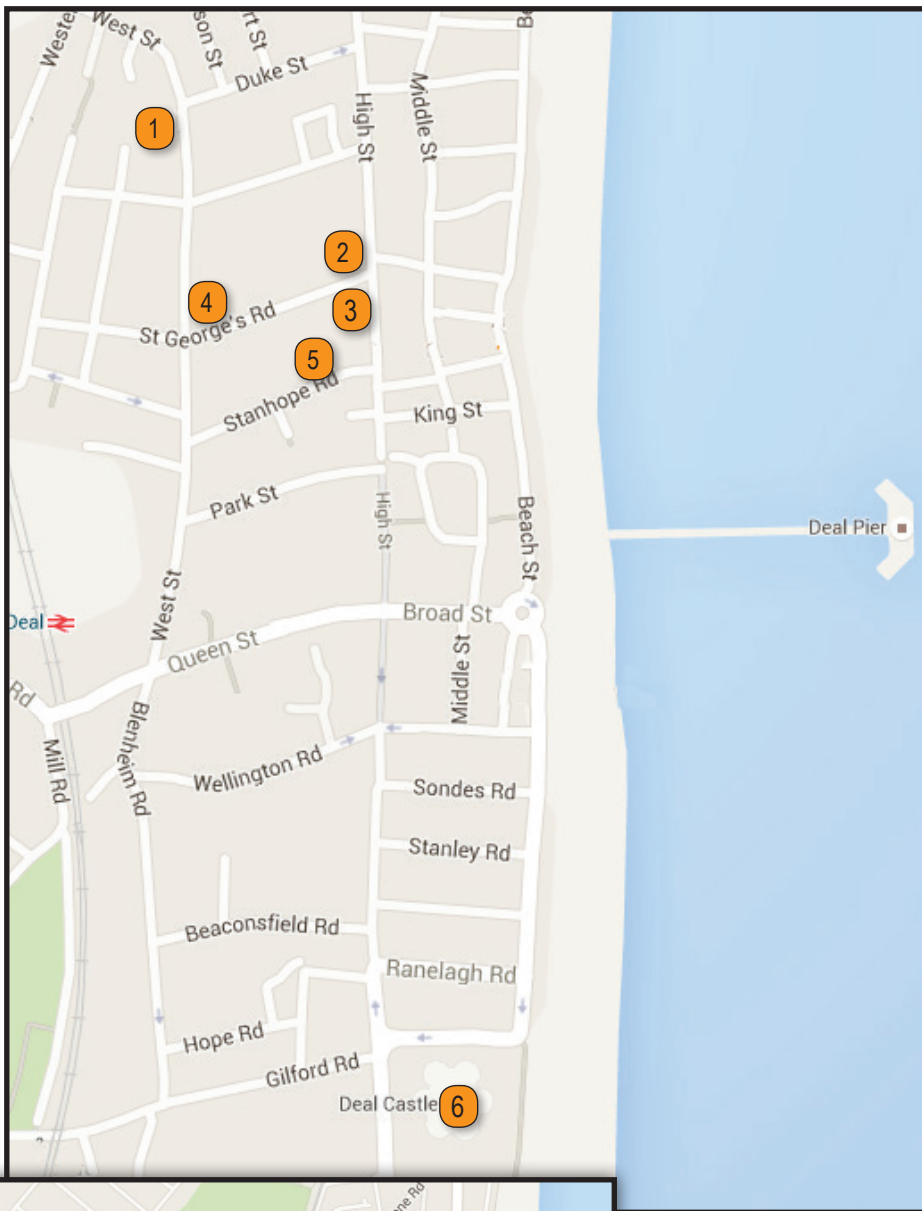 West St
Duke St
High St
Middle St
1
2
4
3
St George's Rd
5
Stanhope Rd
King St
Park St
High St
Beach St
Deal Pier
West St
Deal
Broad St
Queen St
Rd
Middle St
Mill Rd
Blenheim Rd
Wellington Rd
Sondes Rd
Stanley Rd
Beaconsfield Rd
Ranelagh Rd
Hope Rd
Gilford Rd
Deal Castle
6